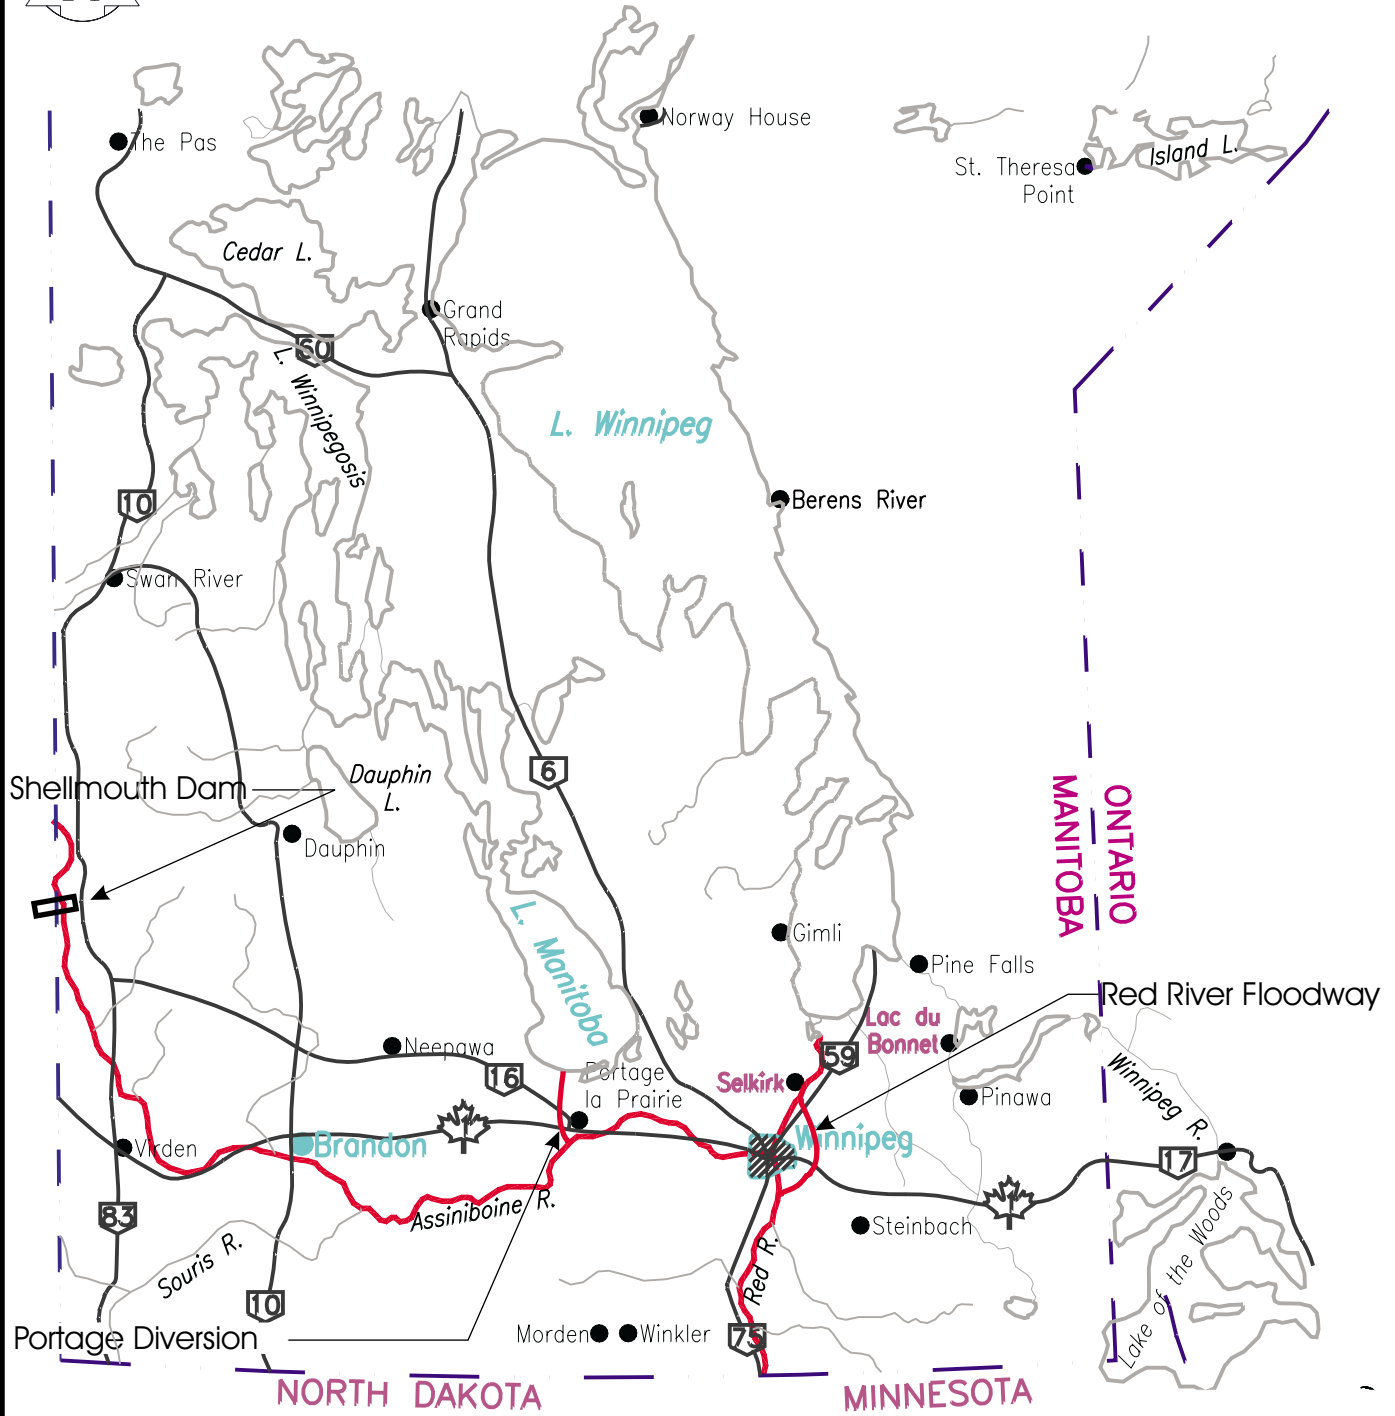 Norway House
The Pas
St. Theresa
Point
Island L.
Cedar L.
Grand
Rapids
60
L. Winnipegosis
L. Winnipeg
10
Berens River
Swan River
6
Shellmouth Dam
Dauphin
L.
Dauphin
MANITOBA
ONTARIO
L. Manitoba
Gimli
Pine Falls
Red River Floodway
Lac du
Bonnet
Neepawa
59
16
Portage
la Prairie
Selkirk
Pinawa
Winnipeg R.
1
Virden
Brandon
Winnipeg
17
83
Assiniboine R.
1
Steinbach
Souris R.
Red R.
Lake of the Woods
10
Portage Diversion
Morden
Winkler
75
NORTH DAKOTA
MINNESOTA